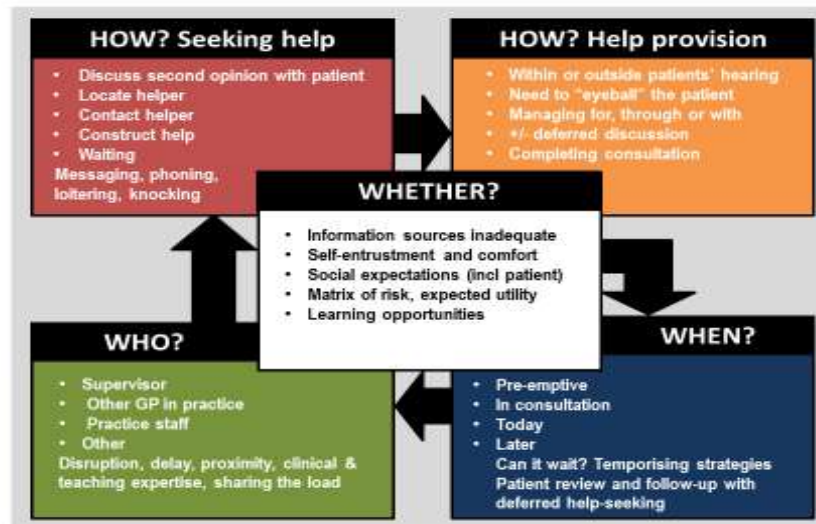 HOW? Seeking help
• Discuss second opinion with patient
• Locate helper
• Contact helper
• Construct help
• Waiting
Messaging, phoning,
loitering, knocking
HOW? Help provision
• Within or outside patients' hearing
• Need to "eyeball" the patient
• Managing for, through or with
• +/- deferred discussion
• Completing consultation
WHETHER?
• Information sources inadequate
• Self-entrustment and comfort
• Social expectations (incl patient)
• Matrix of risk, expected utility
• Learning opportunities
WHO?
• Supervisor
• Other GP in practice
• Practice staff
• Other
Disruption, delay, proximity, clinical &
teaching expertise, sharing the load
WHEN?
• Pre-emptive
• In consultation
• Today
• Later
Can it wait? Temporising strategies
Patient review and follow-up with
deferred help-seeking